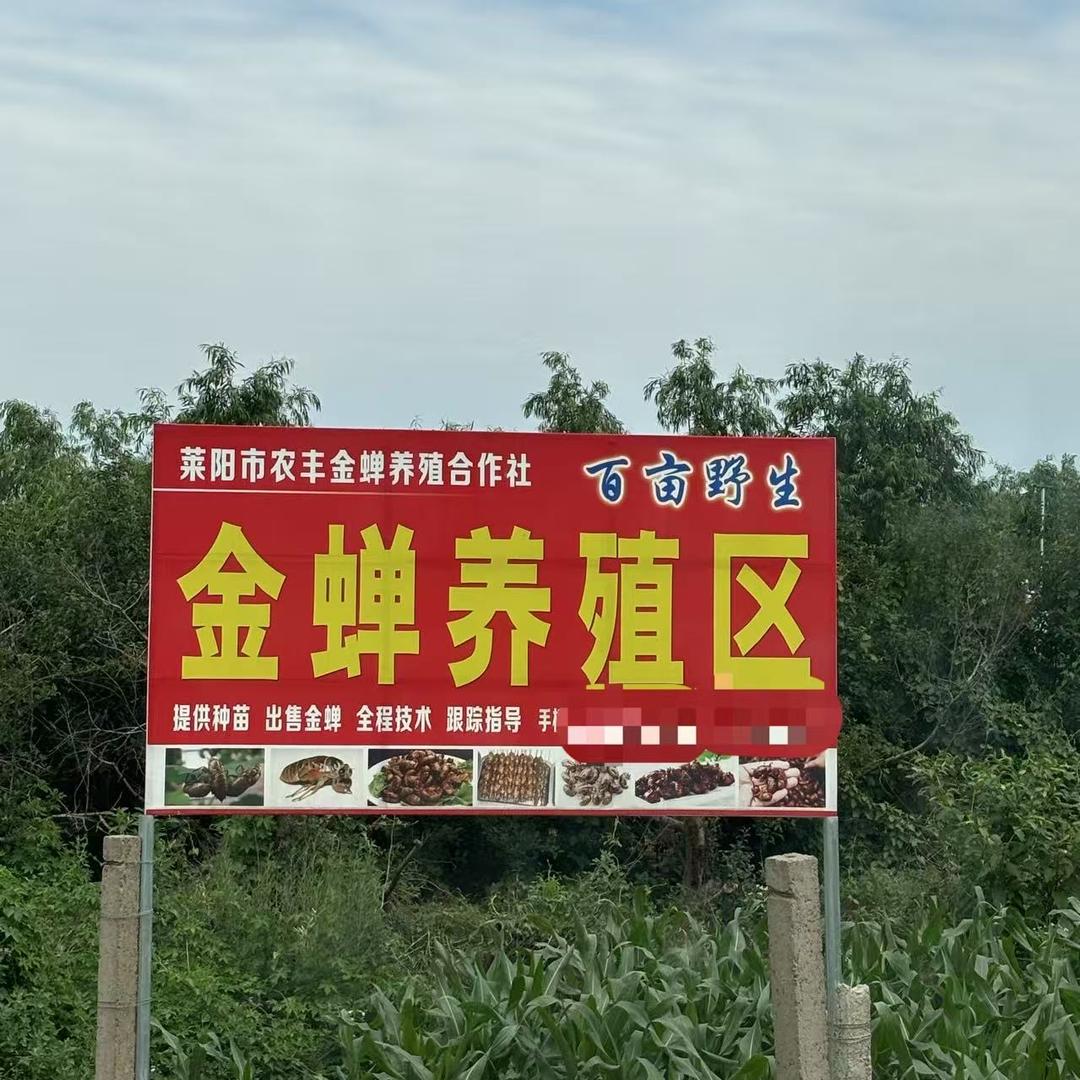 莱阳市农丰金蝉养殖合作社 百亩野生
金蝉养殖区
提供种苗 出售金蝉 全程技术 跟踪指导 手